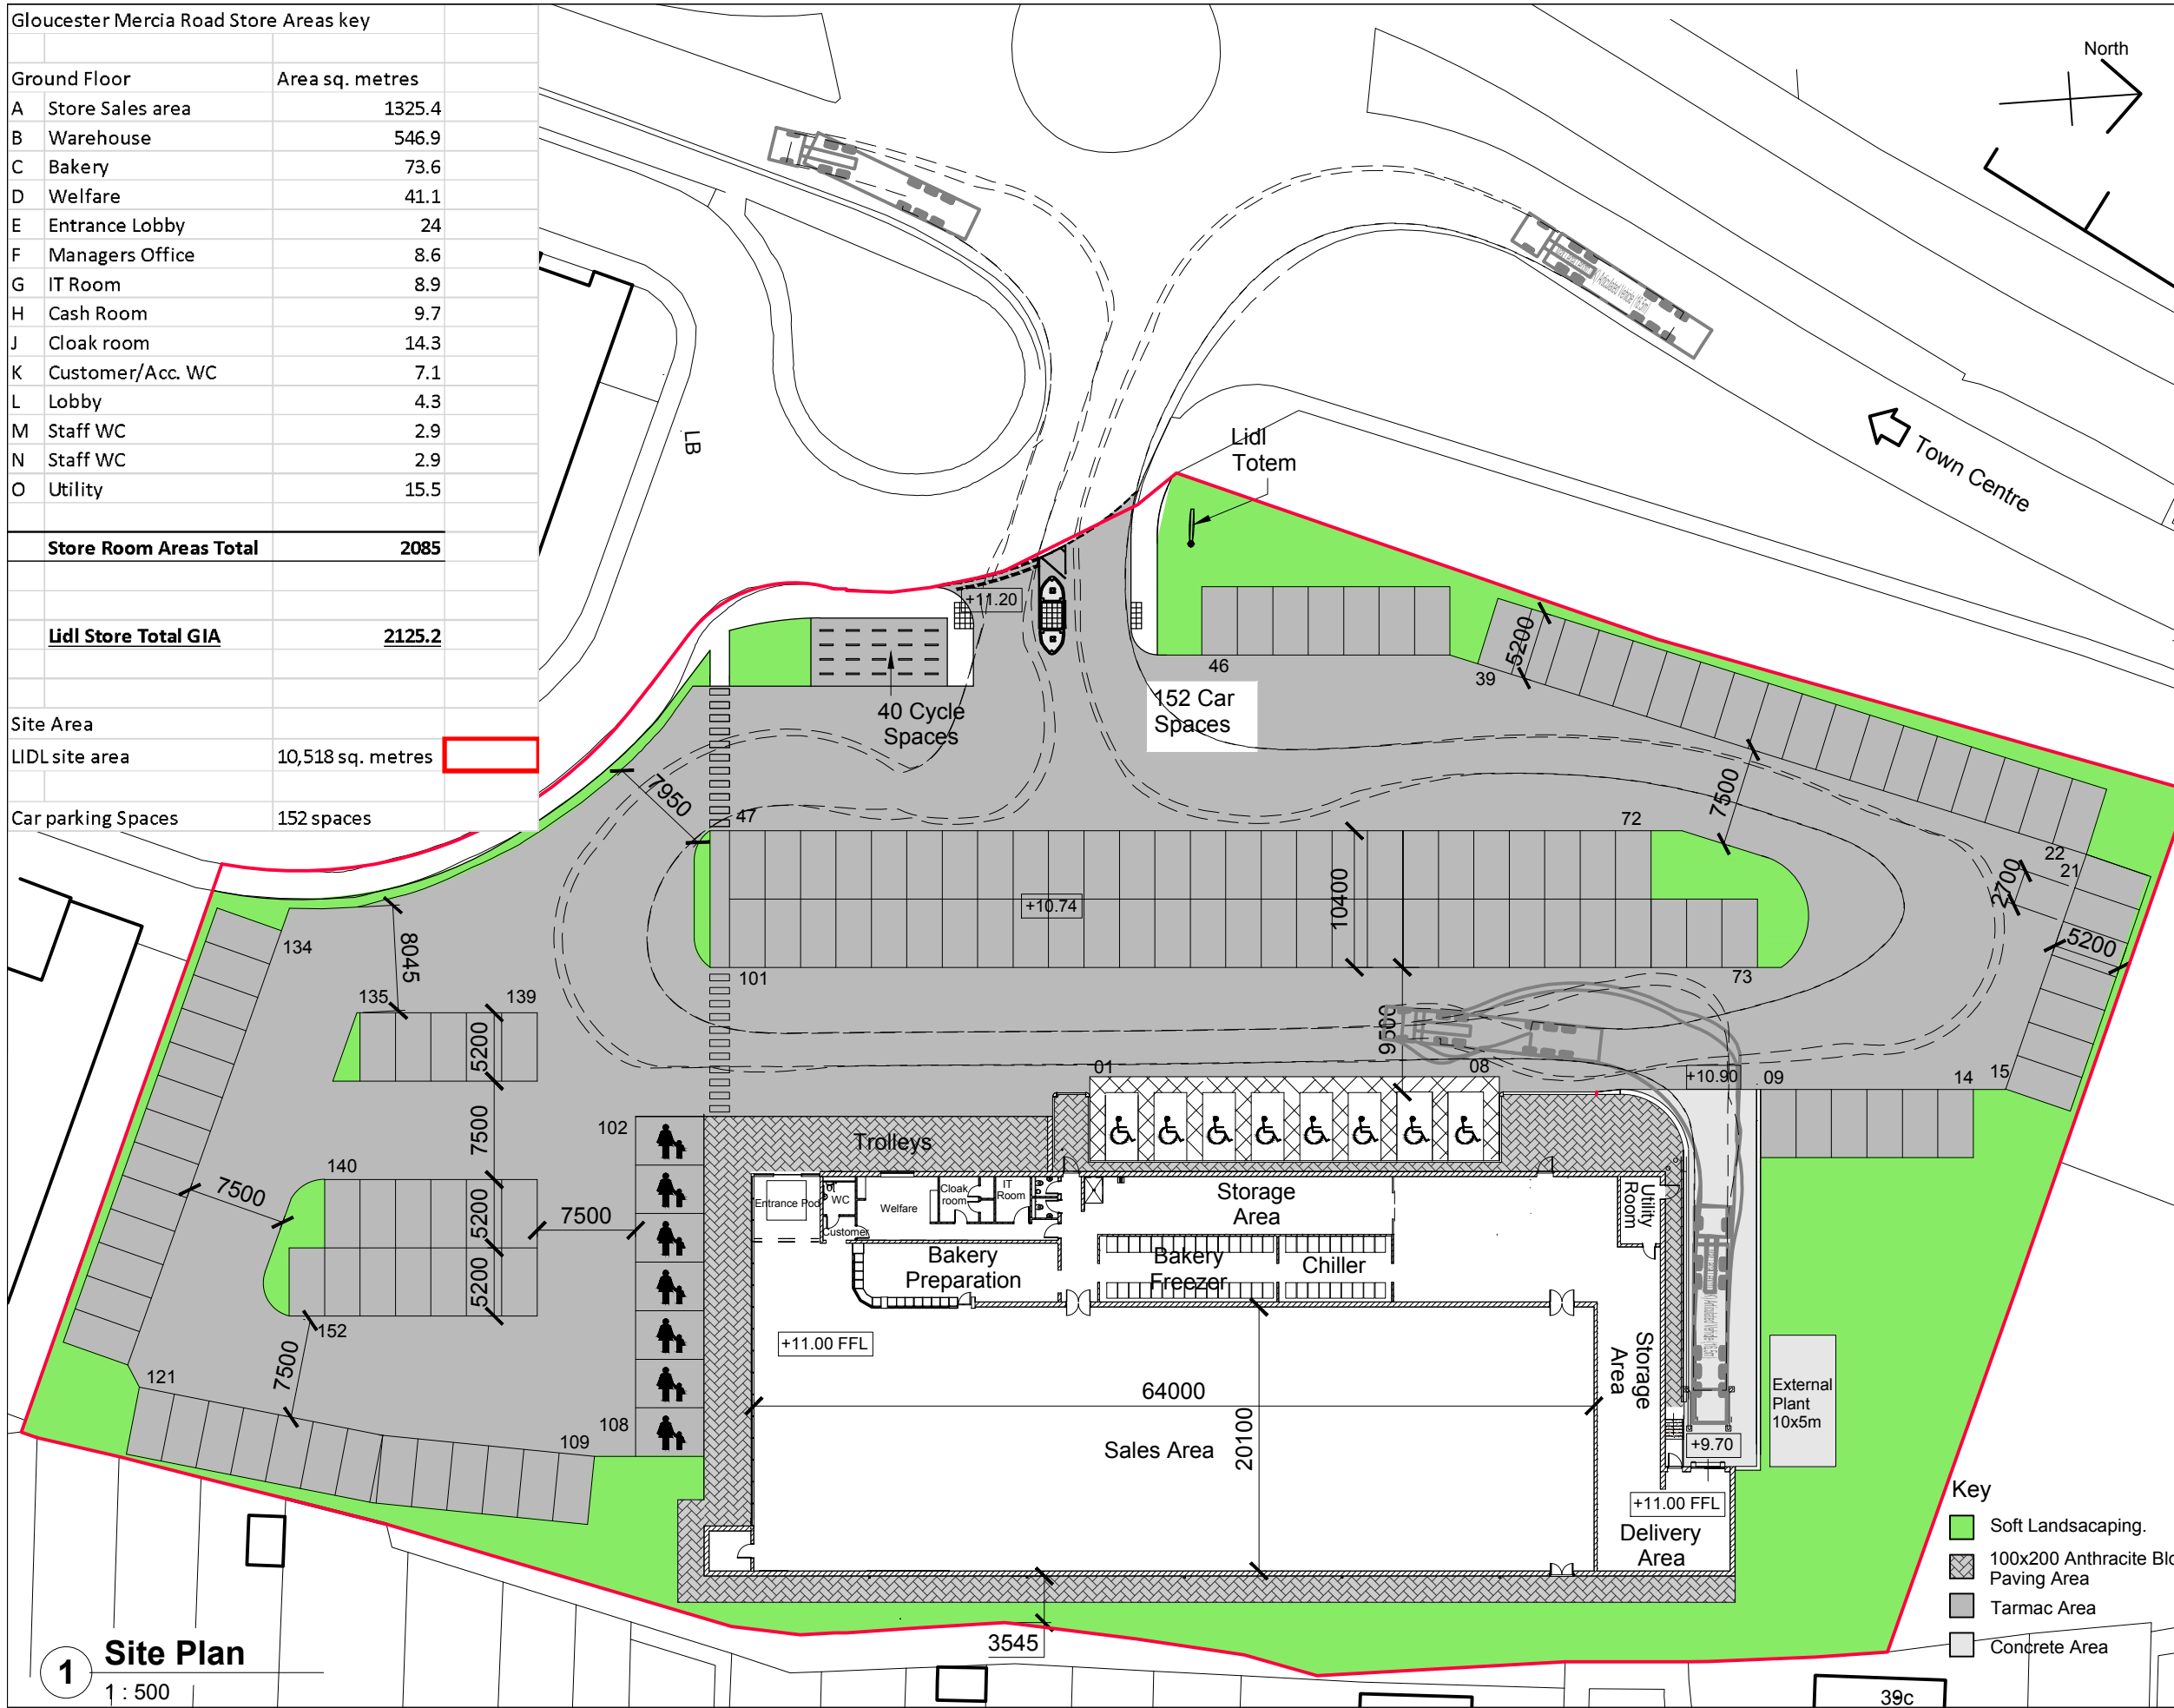 Gloucester Mercia Road Store Areas key
Ground Floor Area sq. metres
A Store Sales area 1325.4
B Warehouse 546.9
C Bakery 73.6
D Welfare 41.1
E Entrance Lobby 24
F Managers Office 8.6
G IT Room 8.9
H Cash Room 9.7
J Cloak room 14.3
K Customer/Acc. WC 7.1
L Lobby 4.3
M Staff WC 2.9
N Staff WC 2.9
O Utility 15.5
Store Room Areas Total 2085
Lidl Store Total GIA 2125.2
Site Area
LIDL site area 10,518 sq. metres
Car parking Spaces 152 spaces
North
Town Centre
LB
Lidl
Totem
+11.20
46
39
5200
152 Car
Spaces
40 Cycle
Spaces
7950
7500
47
72
22
21
2700
10400
+10.74
5200
134
8045
101
73
135
139
5200
9500
01
08
+10.90
09
14
15
7500
102
Trolleys
140
7500
5200
7500
5200
152
7500
121
108
109
Entrance Pod
WC
Customer
Welfare
Cloak
room
IT
Room
Storage
Area
Utility
Room
Bakery
Preparation
Bakery
Freezer
Chiller
+11.00 FFL
64000
20100
Sales Area
Storage
Area
External
Plant
10x5m
+9.70
+11.00 FFL
Delivery
Area
3545
Key
Soft Landsacaping.
100x200 Anthracite Blo
Paving Area
Tarmac Area
Concrete Area
1 Site Plan
1 : 500
39c